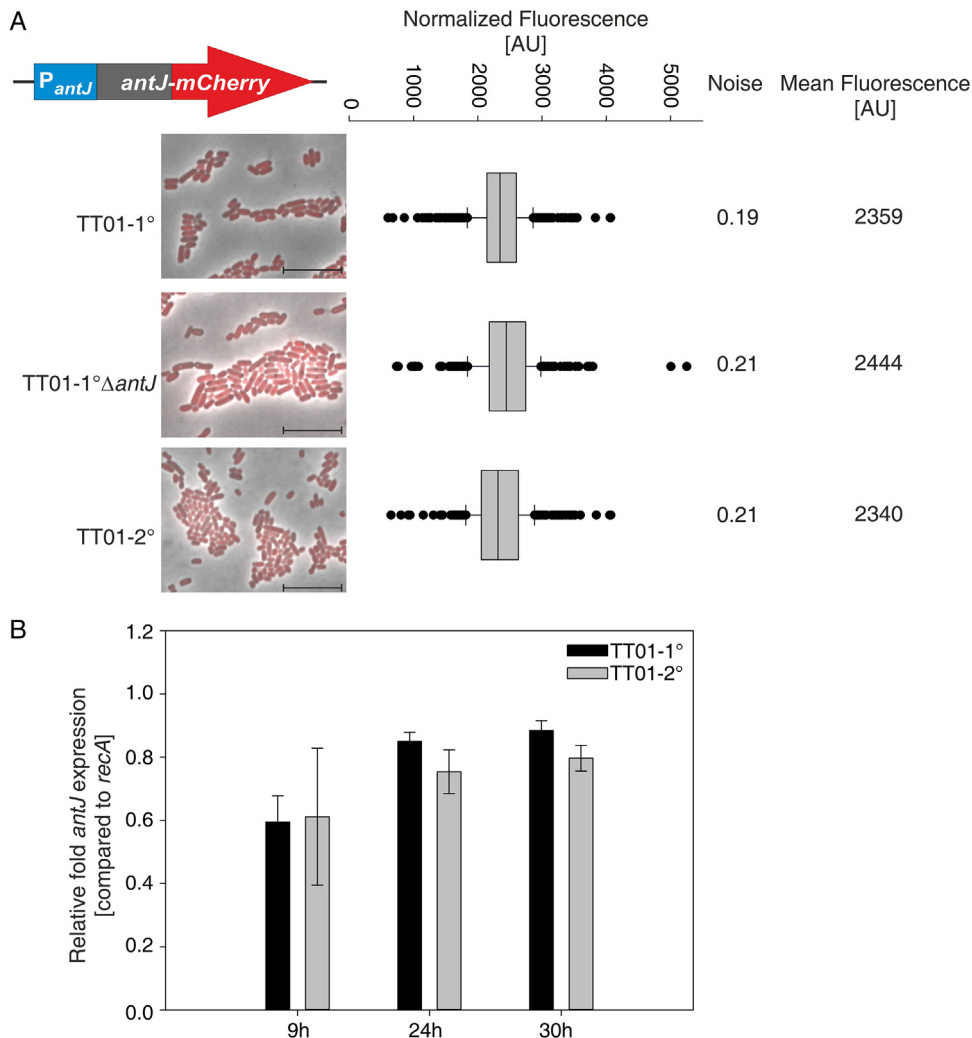 A
Normalized Fluorescence
[AU]
Noise
Mean Fluorescence
[AU]
P antJ
antJ-mCherry
0
1000
2000
3000
4000
5000
TT01-1°
0.19
2359
TT01-1°ΔantJ
0.21
2444
TT01-2°
0.21
2340
B
Relative fold antJ expression
[compared to recA]
1.2
1.0
0.8
0.6
0.4
0.2
0.0
TT01-1°
TT01-2°
9h
24h
30h